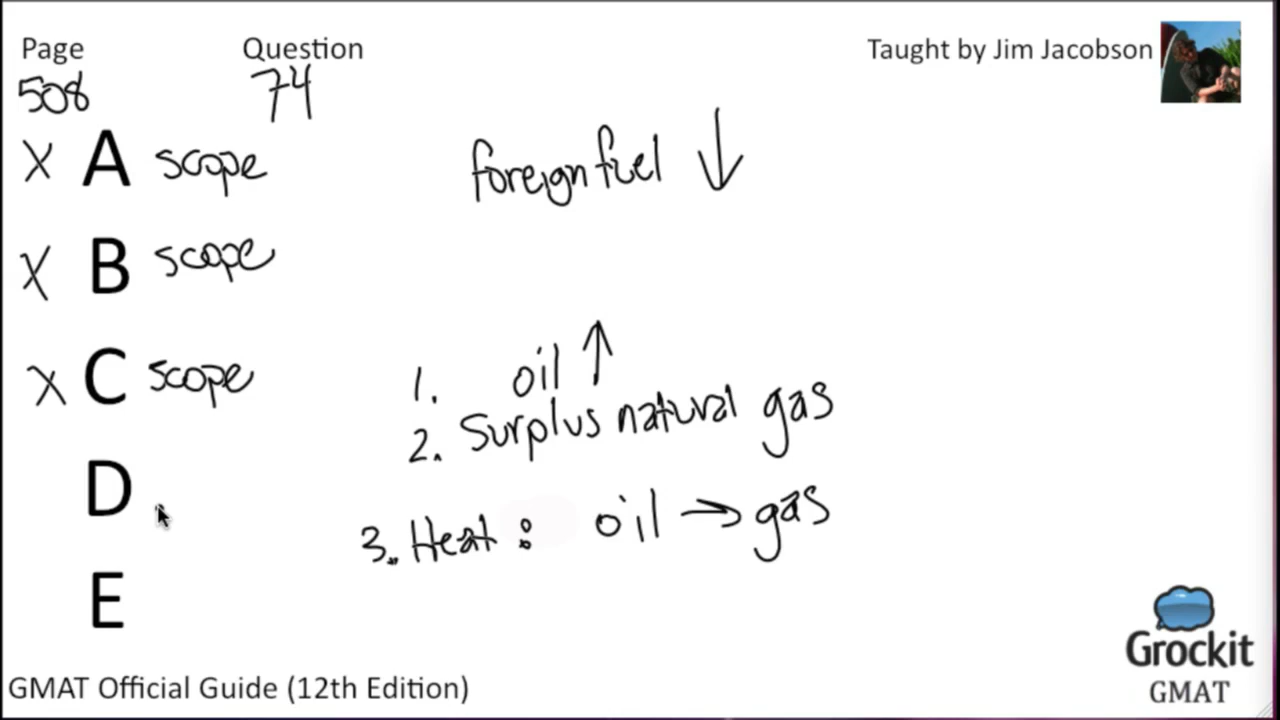 Page Question Taught by Jim Jacobson
508 74
X A scope
foreign fuel ↓
X B scope
X C scope
1. oil ↑
2. Surplus natural gas
D
3. Heat : oil → gas
E
Grockit
GMAT
GMAT Official Guide (12th Edition)